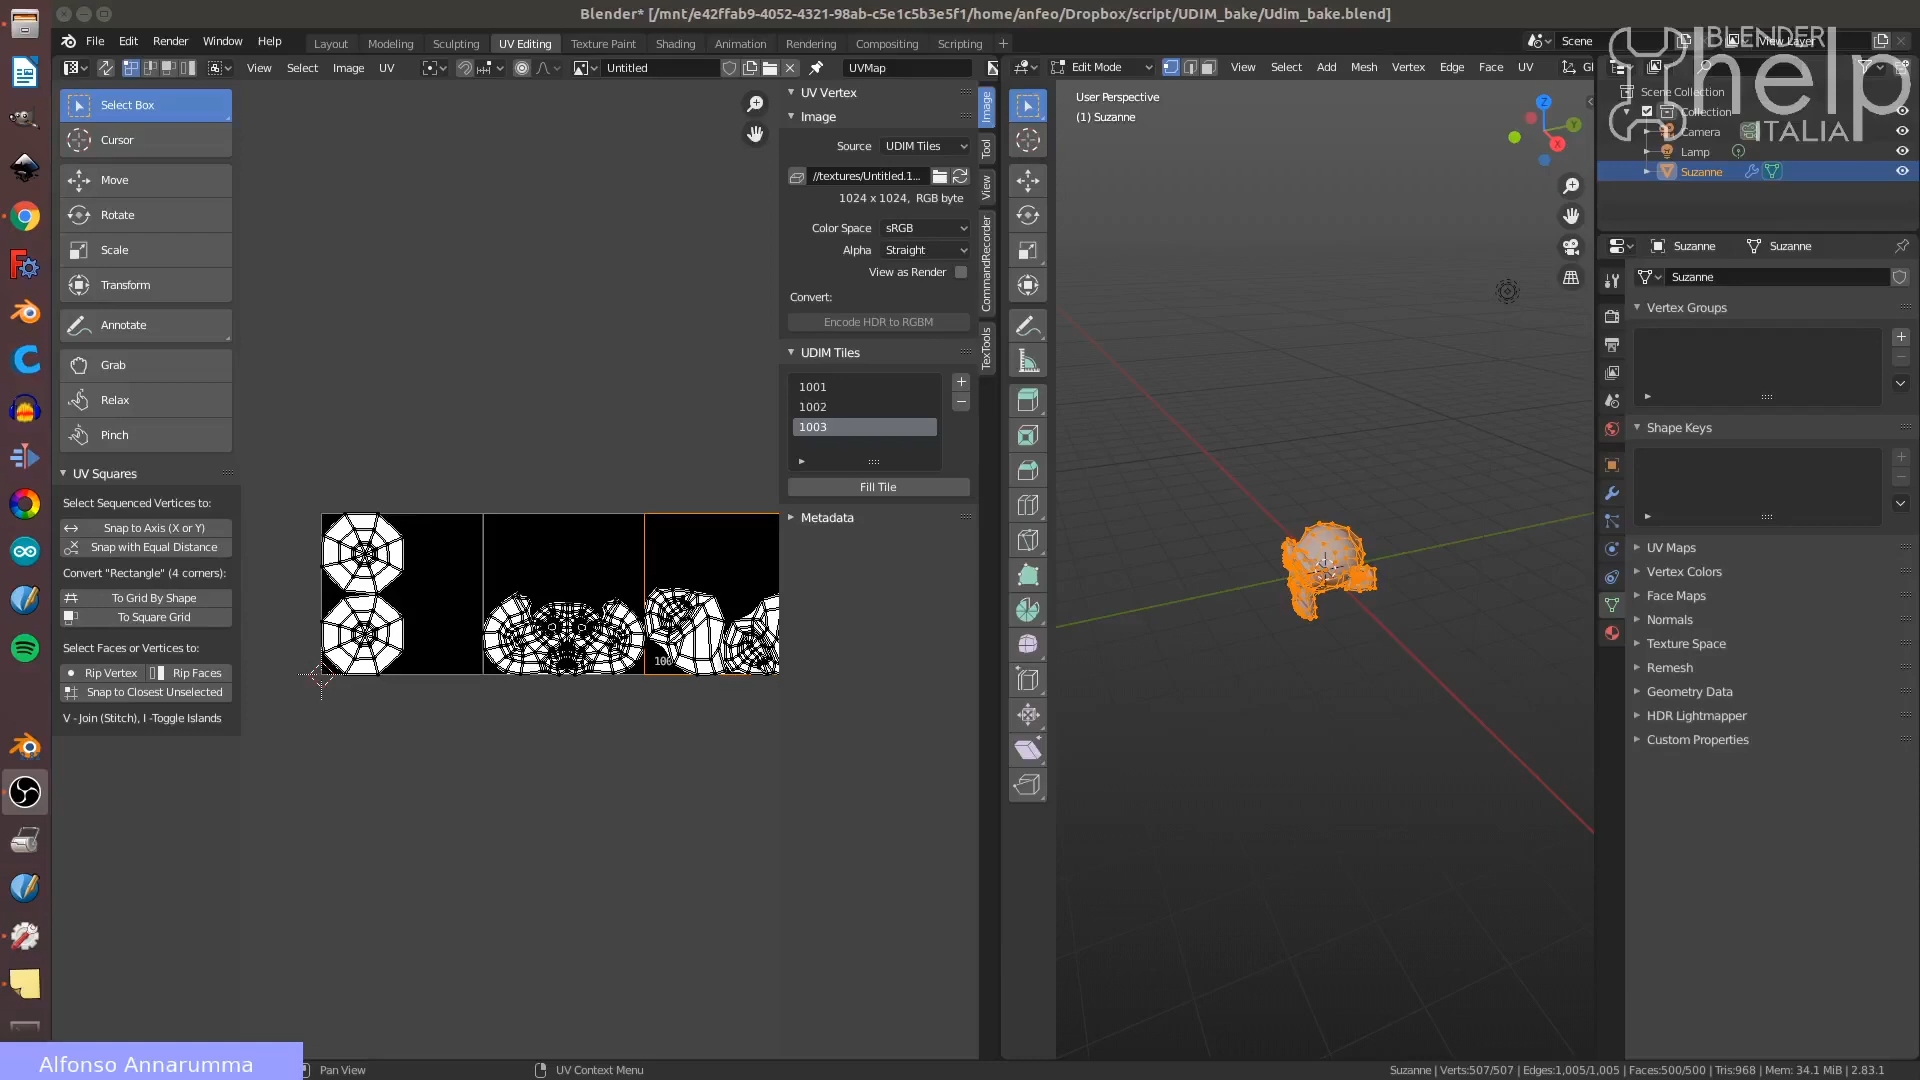 Blender* [/mnt/e42ffab9-4052-4321-98ab-c5e1c5b3e5f1/home/anfeo/Dropbox/script/UDIM_bake/Udim_bake.blend]
File Edit Render Window Help
Layout Modeling Sculpting UV Editing Texture Paint Shading Animation Rendering Compositing Scripting +
Scene
View Layer
BLENDER
help
ITALIA
View Select Image UV
Untitled
UVMap
Edit Mode
View Select Add Mesh Vertex Edge Face UV
Select Box
Cursor
Move
Rotate
Scale
Transform
Annotate
Grab
Relax
Pinch
UV Squares
Select Sequenced Vertices to:
Snap to Axis (X or Y)
Snap with Equal Distance
Convert "Rectangle" (4 corners):
To Grid By Shape
To Square Grid
Select Faces or Vertices to:
Rip Vertex Rip Faces
Snap to Closest Unselected
V - Join (Stitch), I -Toggle Islands
100
UV Vertex
Image
Source UDIM Tiles
//textures/Untitled.1...
1024 x 1024, RGB byte
Color Space sRGB
Alpha Straight
View as Render
Convert:
Encode HDR to RGBM
UDIM Tiles
1001
1002
1003
Fill Tile
Metadata
Image
Tool
View
CommandRecorder
TexTools
User Perspective
(1) Suzanne
Z
Y
X
Scene Collection
Collection
Camera
Lamp
Suzanne
Suzanne Suzanne
Suzanne
Vertex Groups
Shape Keys
UV Maps
Vertex Colors
Face Maps
Normals
Texture Space
Remesh
Geometry Data
HDR Lightmapper
Custom Properties
Alfonso Annarumma
Pan View
UV Context Menu
Suzanne | Verts:507/507 | Edges:1,005/1,005 | Faces:500/500 | Tris:968 | Mem: 34.1 MiB | 2.83.1